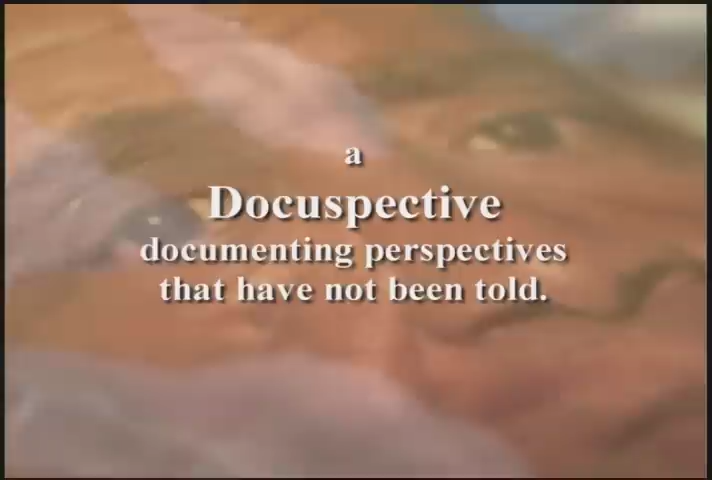 a
Docuspective
documenting perspectives
that have not been told.